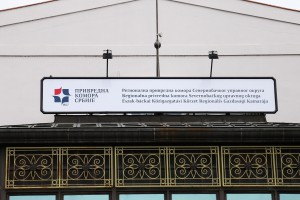 ПРИВРЕДНА
КОМОРА
СРБИЈЕ
Регионална привредна комора Севернобачког управног округа
Regionalna privredna komora Severnobačkog upravnog okruga
Észak-bácskai Közigazgatási Körzet Regionális Gazdasági Kamarája